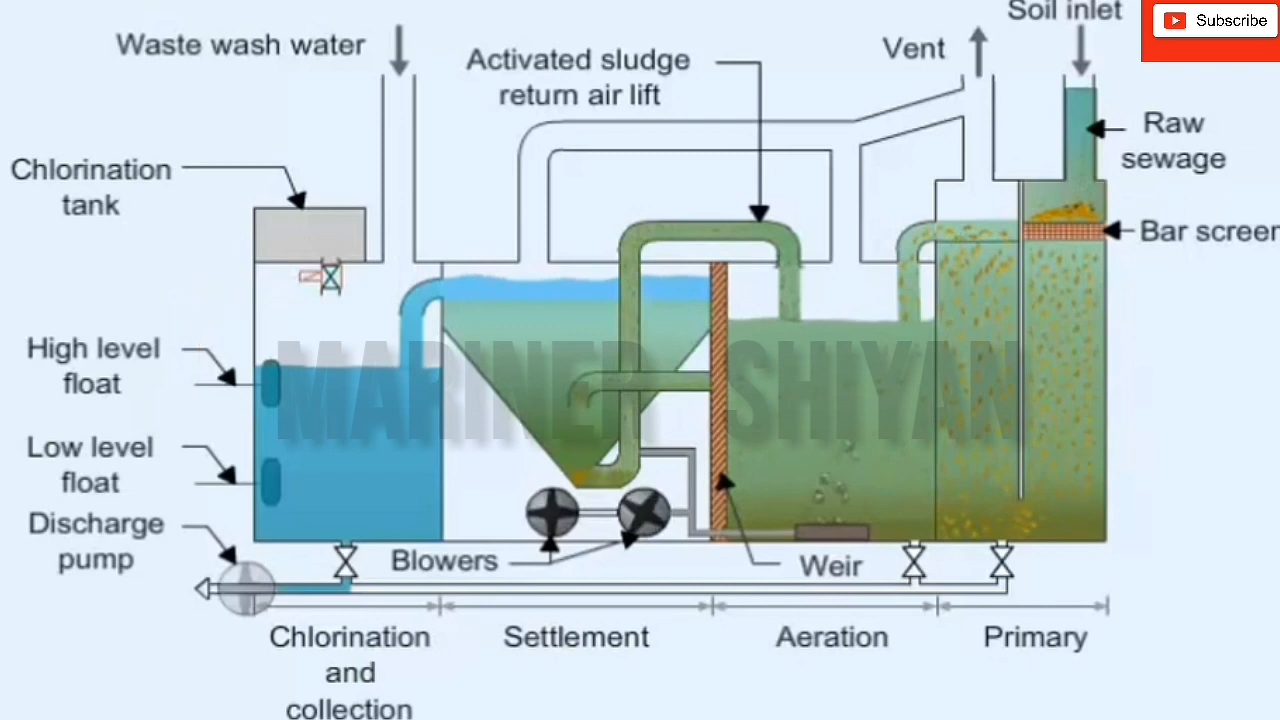 Soil inlet
Subscribe
Waste wash water
Vent
Activated sludge
return air lift
Raw
sewage
Chlorination
tank
Bar screen
High level
float
MARINER SHIYAN
Low level
float
Discharge
pump
Blowers
Weir
Chlorination
and
collection
Settlement
Aeration
Primary